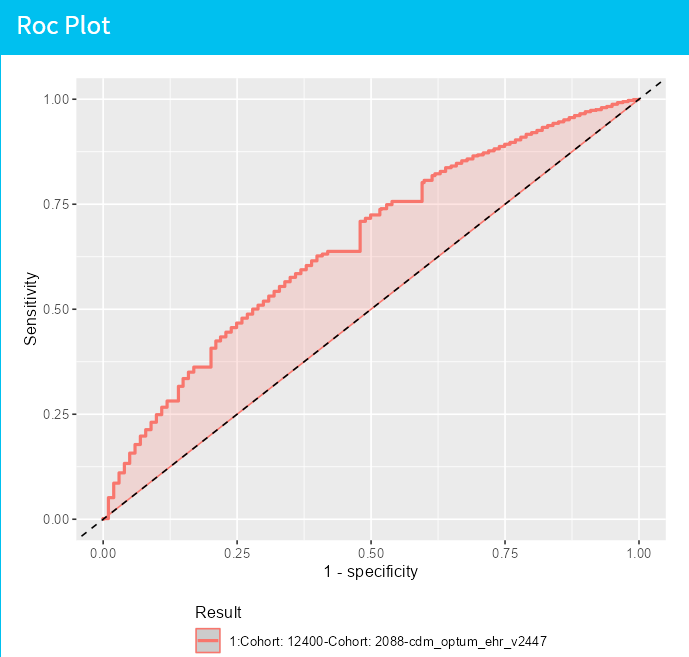 Roc Plot
1.00
0.75
Sensitivity
0.50
0.25
0.00
0.00 0.25 0.50 0.75 1.00
1 - specificity
Result
1:Cohort: 12400-Cohort: 2088-cdm_optum_ehr_v2447